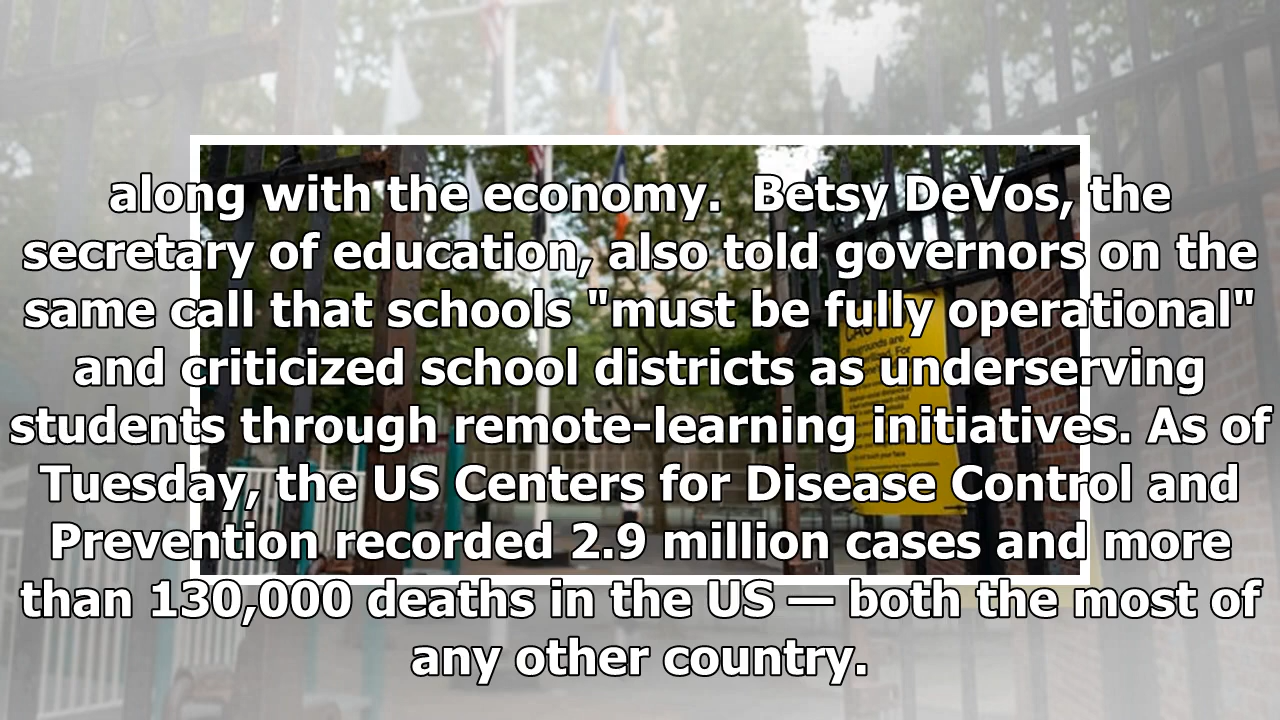 along with the economy.  Betsy DeVos, the
secretary of education, also told governors on the
same call that schools "must be fully operational"
and criticized school districts as underserving
students through remote-learning initiatives. As of
Tuesday, the US Centers for Disease Control and
Prevention recorded 2.9 million cases and more
than 130,000 deaths in the US — both the most of
any other country.